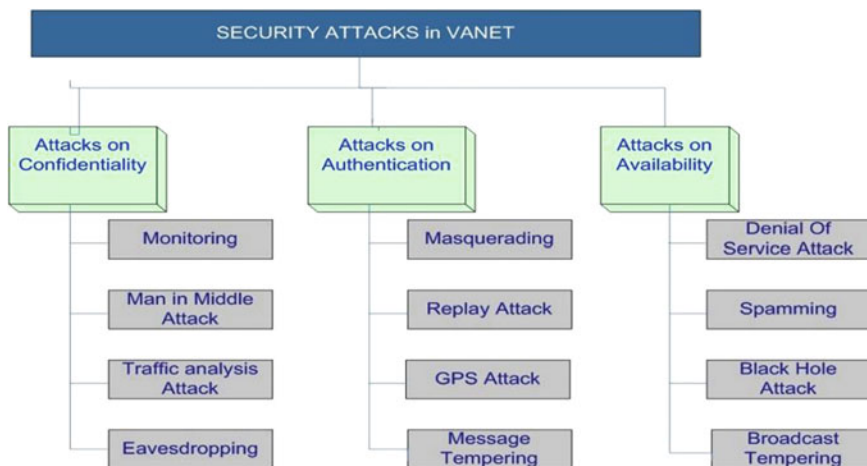 SECURITY ATTACKS in VANET
Attacks on
Confidentiality
Monitoring
Man in Middle
Attack
Traffic analysis
Attack
Eavesdropping
Attacks on
Authentication
Masquerading
Replay Attack
GPS Attack
Message
Tempering
Attacks on
Availability
Denial Of
Service Attack
Spamming
Black Hole
Attack
Broadcast
Tempering